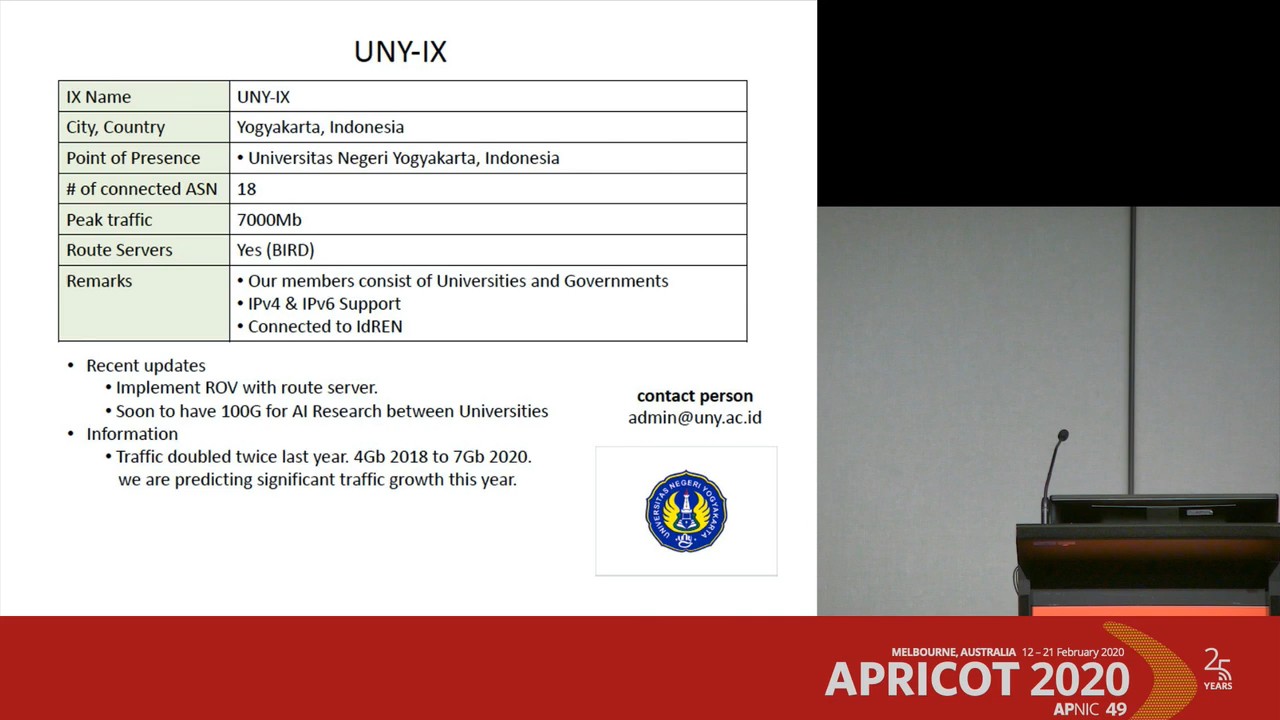 UNY-IX
IX Name UNY-IX
City, Country Yogyakarta, Indonesia
Point of Presence • Universitas Negeri Yogyakarta, Indonesia
# of connected ASN 18
Peak traffic 7000Mb
Route Servers Yes (BIRD)
Remarks • Our members consist of Universities and Governments
• IPv4 & IPv6 Support
• Connected to IdREN
• Recent updates
• Implement ROV with route server.
• Soon to have 100G for AI Research between Universities
• Information
• Traffic doubled twice last year. 4Gb 2018 to 7Gb 2020.
we are predicting significant traffic growth this year.
contact person
admin@uny.ac.id
UNIVERSITAS NEGERI YOGYAKARTA
MELBOURNE, AUSTRALIA 12 – 21 February 2020
APRICOT 2020
APNIC 49
25
YEARS